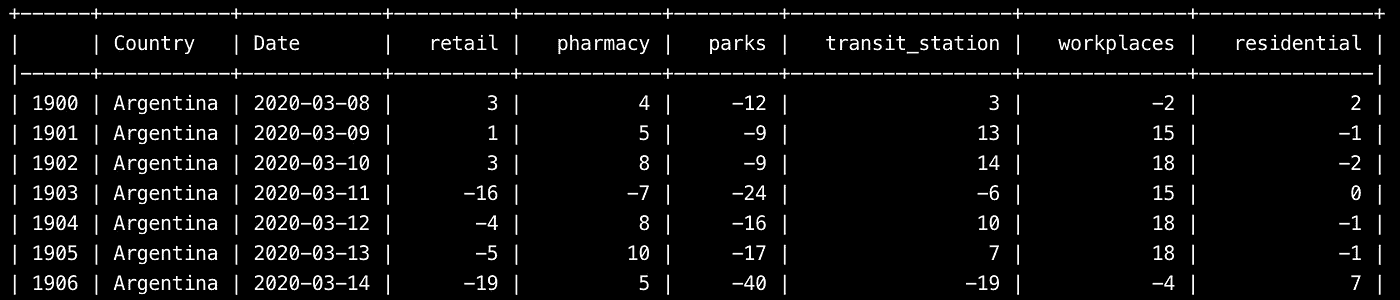 +------+-----------+------------+----------+------------+---------+-------------------+--------------+---------------+
|      | Country   | Date       |   retail |   pharmacy |   parks |   transit_station |   workplaces |   residential |
|------+-----------+------------+----------+------------+---------+-------------------+--------------+---------------|
| 1900 | Argentina | 2020-03-08 |        3 |          4 |     -12 |                 3 |           -2 |             2 |
| 1901 | Argentina | 2020-03-09 |        1 |          5 |      -9 |                13 |           15 |            -1 |
| 1902 | Argentina | 2020-03-10 |        3 |          8 |      -9 |                14 |           18 |            -2 |
| 1903 | Argentina | 2020-03-11 |      -16 |         -7 |     -24 |                -6 |           15 |             0 |
| 1904 | Argentina | 2020-03-12 |       -4 |          8 |     -16 |                10 |           18 |            -1 |
| 1905 | Argentina | 2020-03-13 |       -5 |         10 |     -17 |                 7 |           18 |            -1 |
| 1906 | Argentina | 2020-03-14 |      -19 |          5 |     -40 |               -19 |           -4 |             7 |